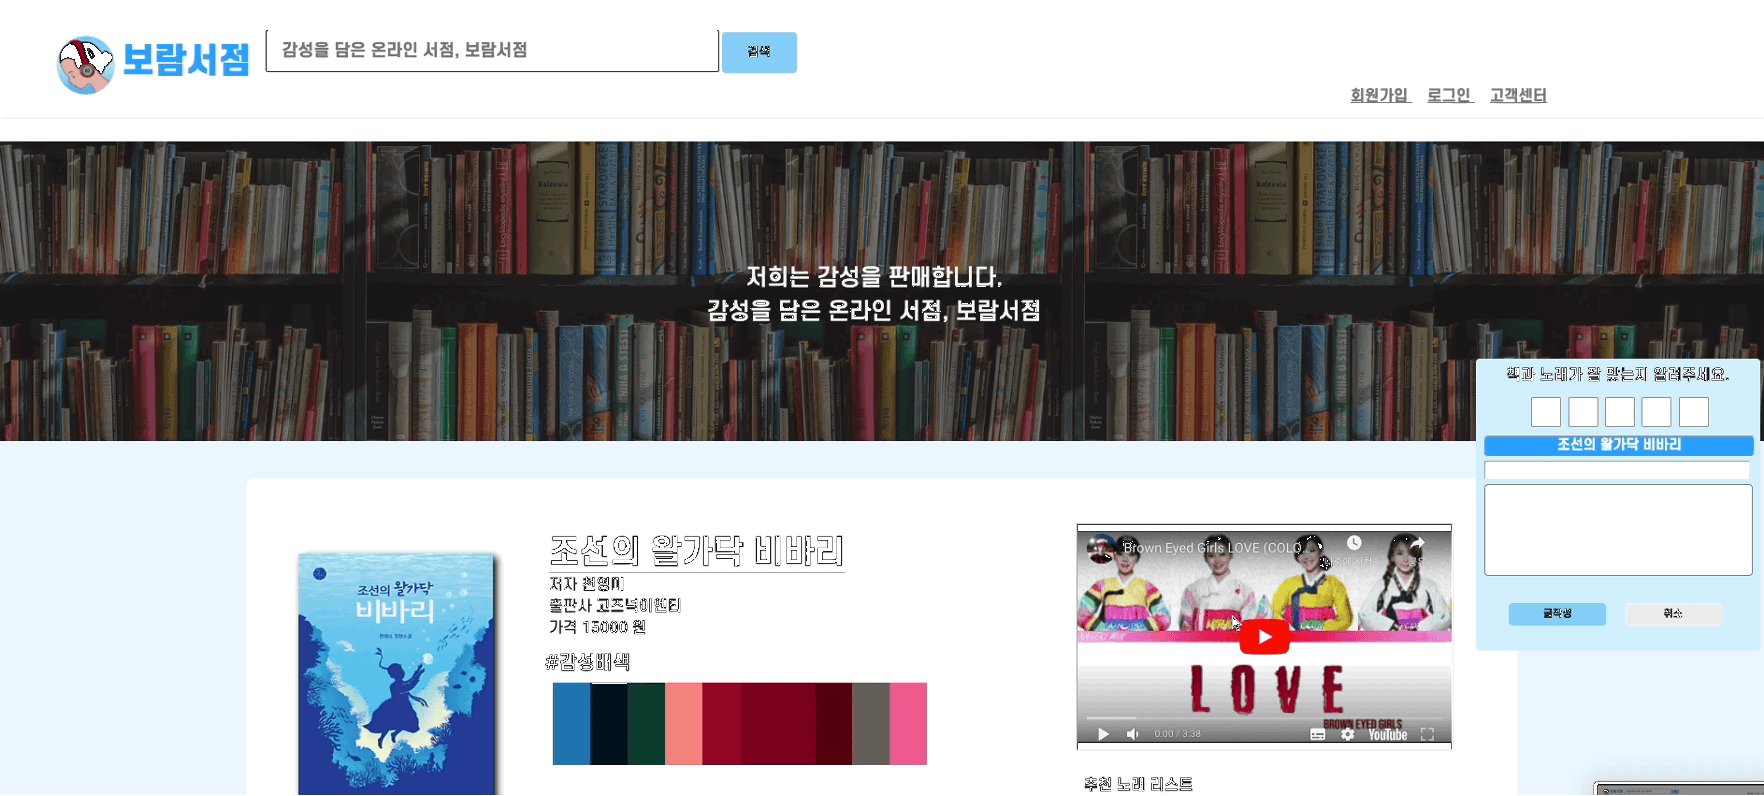 보람서점
감성을 담은 온라인 서점, 보람서점
검색
회원가입 로그인 고객센터
저희는 감성을 판매합니다.
감성을 담은 온라인 서점, 보람서점
책과 노래가 잘 맞는지 알려주세요.
조선의 왈가닥 비바리
글작성
취소
조선의 왈가닥
비바리
조선의 왈가닥 비바리
저자 천영미
출판사 고즈넉이엔티
가격 15000 원
#감성배색
Brown Eyed Girls LOVE (COLO...
LOVE
BROWN EYED GIRLS
0:00 / 3:38
YouTube
추천 노래 리스트